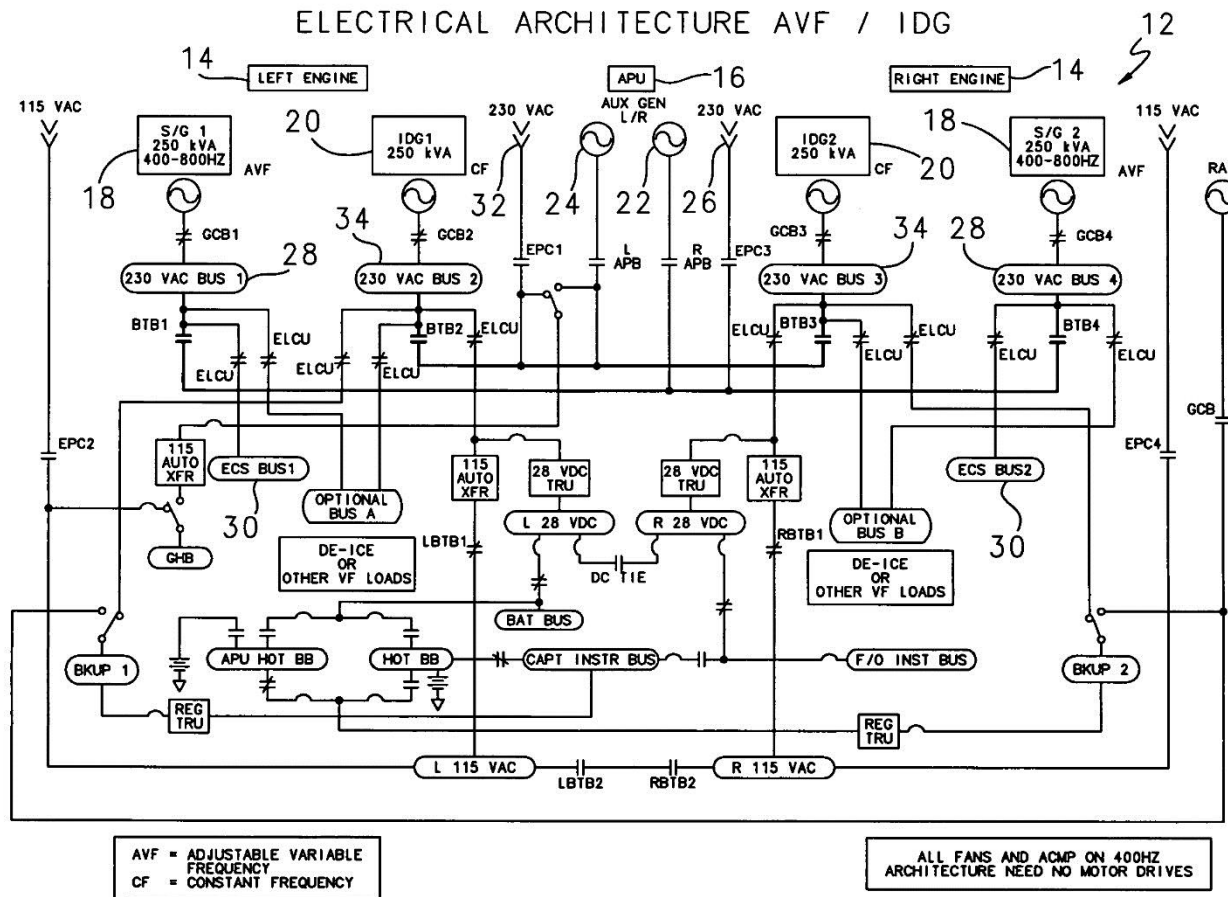 ELECTRICAL ARCHITECTURE AVF / IDG
12
14
LEFT ENGINE
APU
16
RIGHT ENGINE
14
115 VAC
20
230 VAC
AUX GEN
L/R
230 VAC
18
115 VAC
S/G 1
250 kVA
400-800HZ
AVF
IDG1
250 kVA
CF
IDG2
250 kVA
CF
S/G 2
250 kVA
400-800HZ
AVF
18
32
24
22
26
20
RA
GCB1
34
GCB2
EPC1
L
APB
R
APB
EPC3
GCB3
34
GCB4
28
230 VAC BUS 1
28
230 VAC BUS 2
230 VAC BUS 3
230 VAC BUS 4
BTB1
ELCU
ELCU
ELCU
BTB2
ELCU
ELCU
ELCU
BTB3
ELCU
ELCU
ELCU
BTB4
ELCU
GCB
EPC2
115
AUTO
XFR
ECS BUS1
30
OPTIONAL
BUS A
115
AUTO
XFR
28 VDC
TRU
28 VDC
TRU
115
AUTO
XFR
ECS BUS2
30
EPC4
OPTIONAL
BUS B
L 28 VDC
R 28 VDC
GHB
DE-ICE
OR
OTHER VF LOADS
LBTB1
DC TIE
RBTB1
DE-ICE
OR
OTHER VF LOADS
BAT BUS
BKUP 1
APU HOT BB
HOT BB
CAPT INSTR BUS
F/O INST BUS
BKUP 2
REG
TRU
REG
TRU
L 115 VAC
LBTB2
RBTB2
R 115 VAC
AVF = ADJUSTABLE VARIABLE
FREQUENCY
CF = CONSTANT FREQUENCY
ALL FANS AND ACMP ON 400HZ
ARCHITECTURE NEED NO MOTOR DRIVES